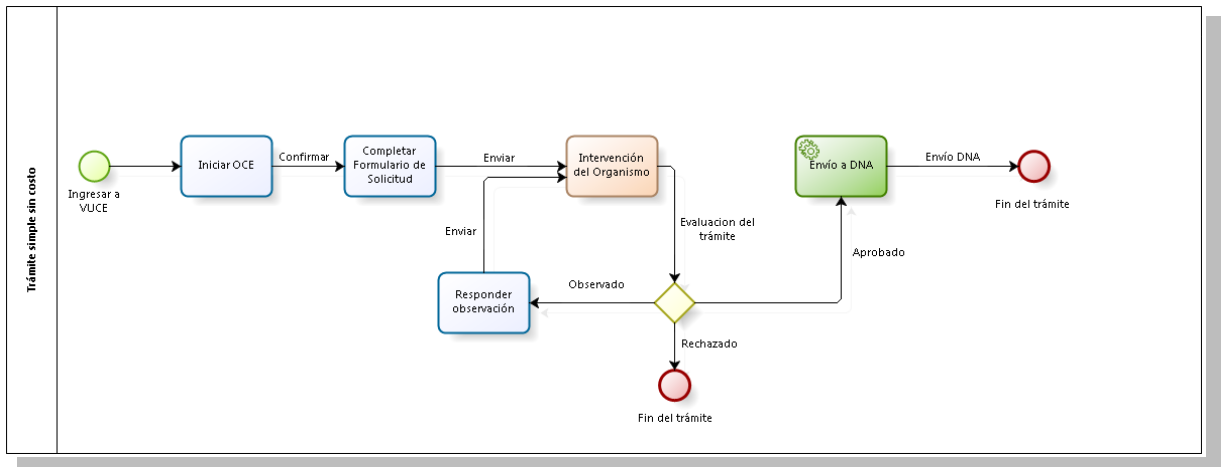 Trámite simple sin costo
Ingresar a
VUCE
Iniciar OCE
Confirmar
Completar
Formulario de
Solicitud
Enviar
Intervención
del Organismo
Evaluacion del
trámite
Observado
Responder
observación
Enviar
Rechazado
Fin del trámite
Aprobado
Envío a DNA
Envío DNA
Fin del trámite